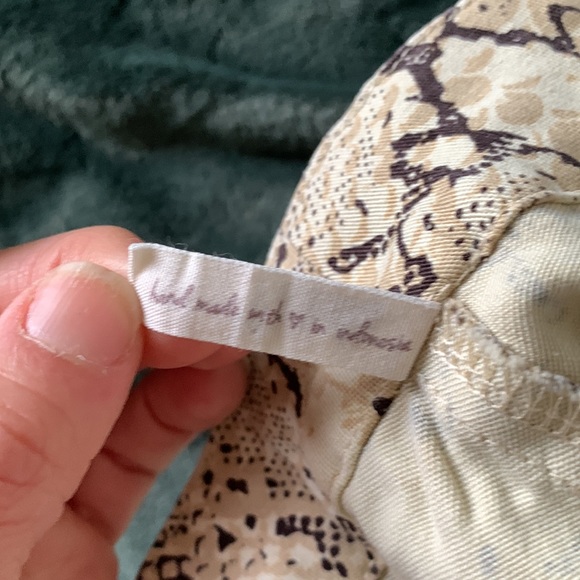 hand made with ♡ in indonesia